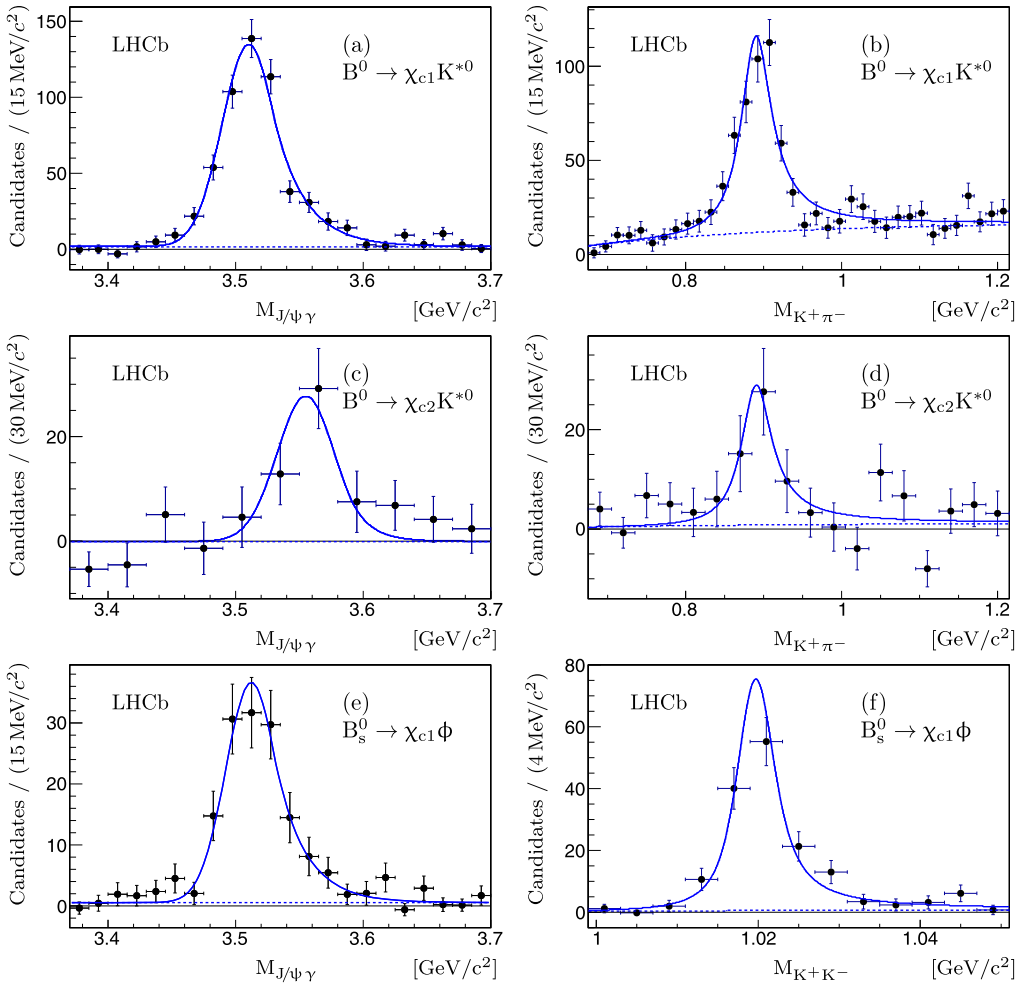 Candidates / (15 MeV/c²)
150
100
50
0
LHCb
(a)
B⁰ → χc1K*⁰
3.4
3.5
3.6
3.7
M J/ψ γ
[GeV/c²]
Candidates / (15 MeV/c²)
100
50
0
LHCb
(b)
B⁰ → χc1K*⁰
0.8
1
1.2
M K⁺π⁻
[GeV/c²]
Candidates / (30 MeV/c²)
20
0
LHCb
(c)
B⁰ → χc2K*⁰
3.4
3.5
3.6
3.7
M J/ψ γ
[GeV/c²]
Candidates / (30 MeV/c²)
20
0
LHCb
(d)
B⁰ → χc2K*⁰
0.8
1
1.2
M K⁺π⁻
[GeV/c²]
Candidates / (15 MeV/c²)
30
20
10
0
LHCb
(e)
B⁰s → χc1ϕ
3.4
3.5
3.6
3.7
M J/ψ γ
[GeV/c²]
Candidates / (4 MeV/c²)
80
60
40
20
0
LHCb
(f)
B⁰s → χc1ϕ
1
1.02
1.04
M K⁺K⁻
[GeV/c²]